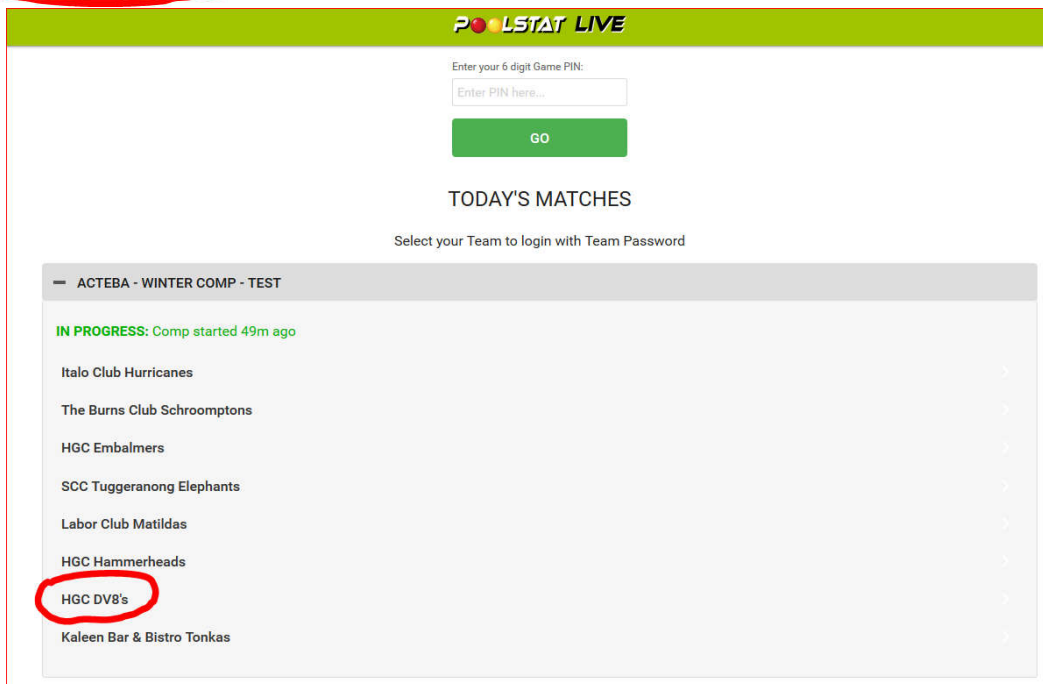 POOLSTAT LIVE
Enter your 6 digit Game PIN:
Enter PIN here...
GO
TODAY'S MATCHES
Select your Team to login with Team Password
ACTEBA - WINTER COMP - TEST
IN PROGRESS: Comp started 49m ago
Italo Club Hurricanes
The Burns Club Schroomptons
HGC Embalmers
SCC Tuggeranong Elephants
Labor Club Matildas
HGC Hammerheads
HGC DV8's
Kaleen Bar & Bistro Tonkas